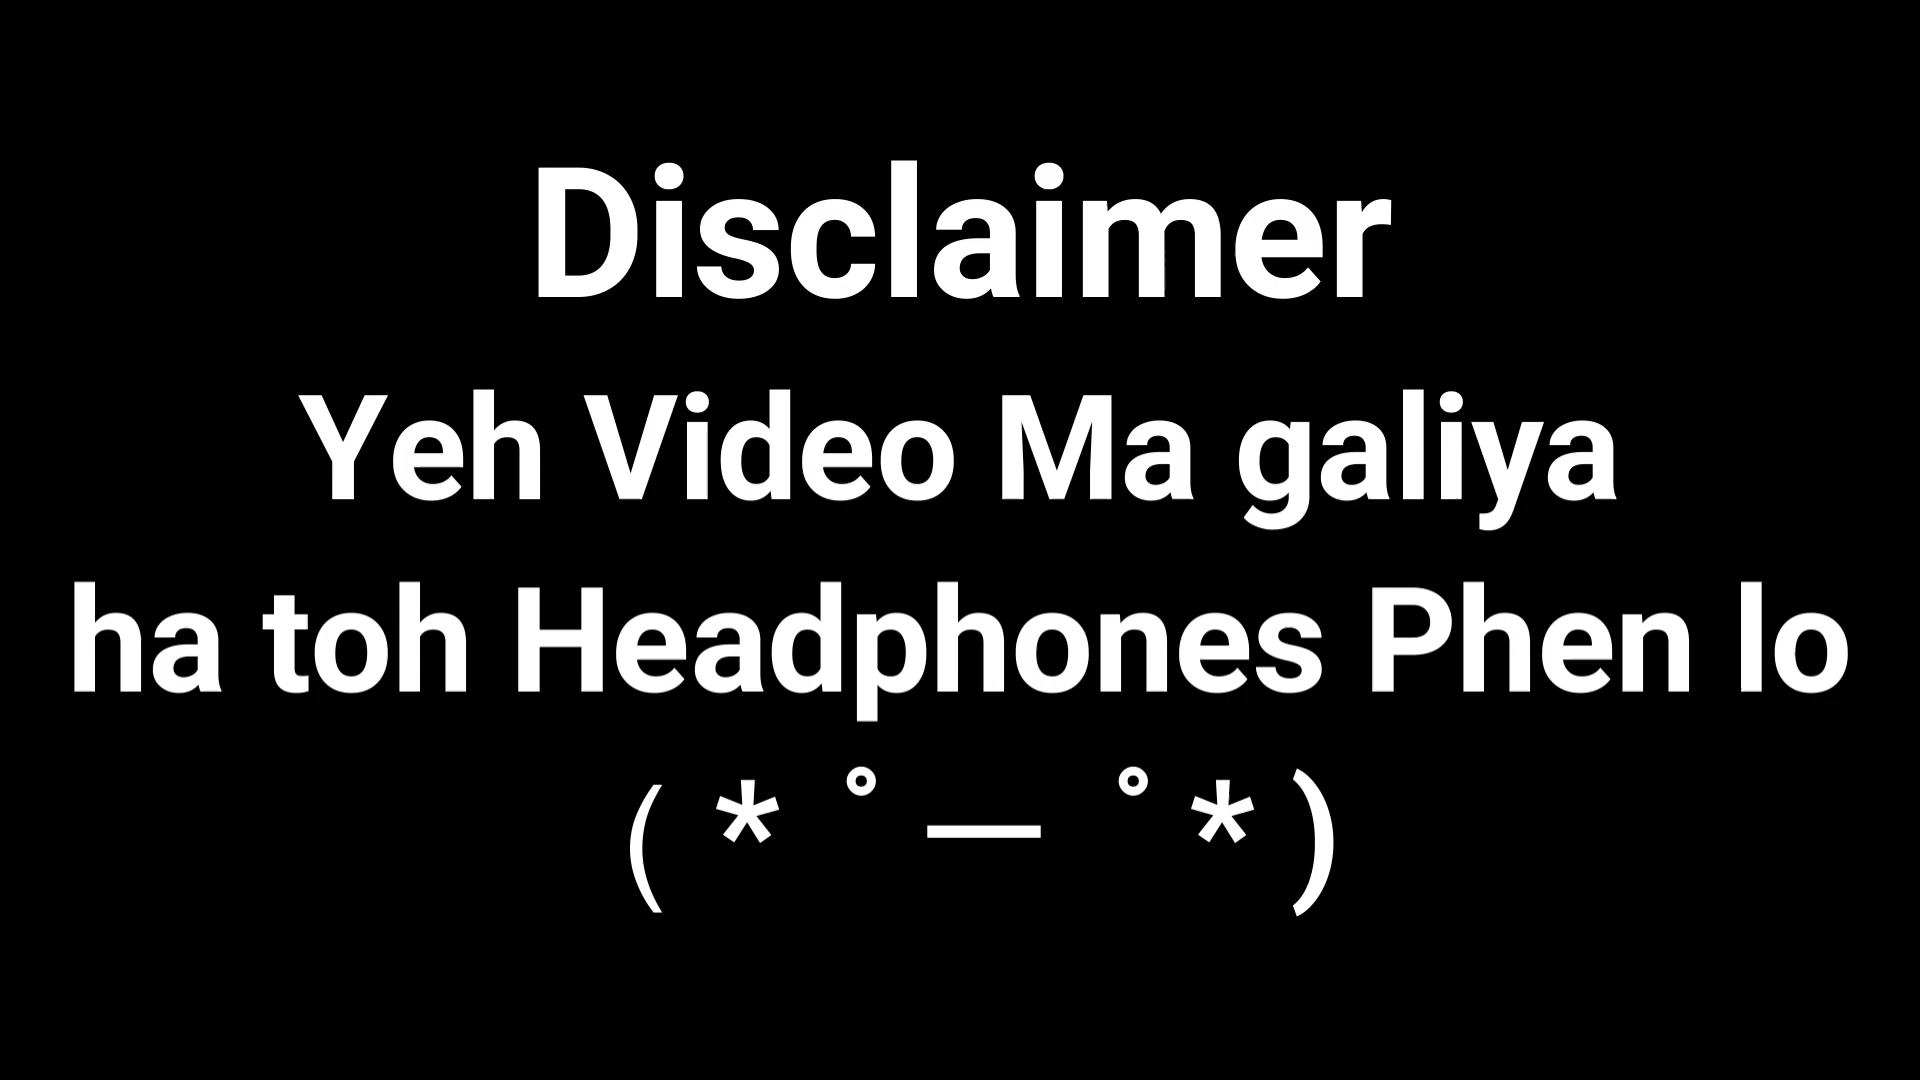 Disclaimer
Yeh Video Ma galiya
ha toh Headphones Phen lo
( * ﾟ— ﾟ*)